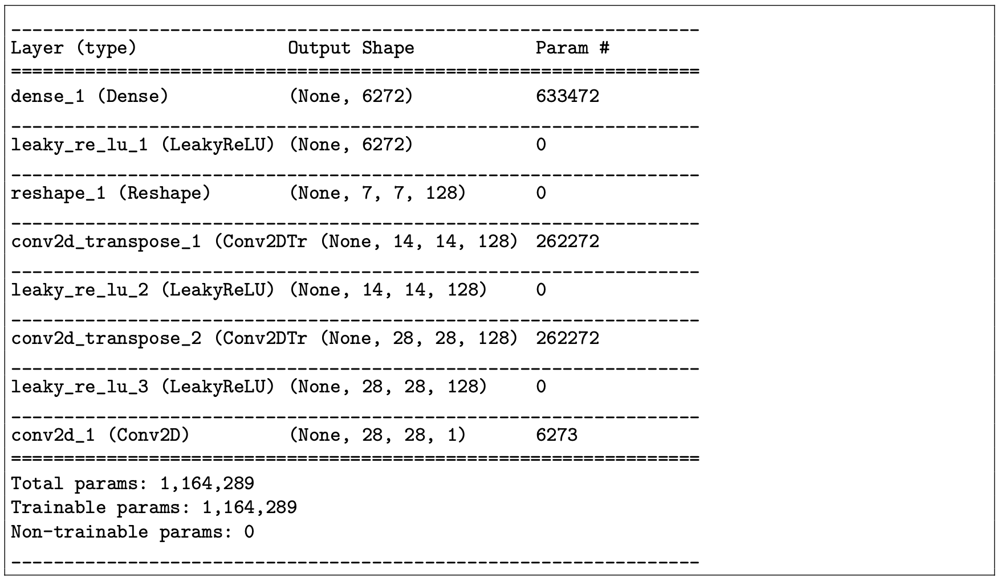 _________________________________________________________________
Layer (type)                 Output Shape              Param #
=================================================================
dense_1 (Dense)              (None, 6272)              633472
_________________________________________________________________
leaky_re_lu_1 (LeakyReLU)    (None, 6272)              0
_________________________________________________________________
reshape_1 (Reshape)          (None, 7, 7, 128)         0
_________________________________________________________________
conv2d_transpose_1 (Conv2DTr (None, 14, 14, 128)       262272
_________________________________________________________________
leaky_re_lu_2 (LeakyReLU)    (None, 14, 14, 128)       0
_________________________________________________________________
conv2d_transpose_2 (Conv2DTr (None, 28, 28, 128)       262272
_________________________________________________________________
leaky_re_lu_3 (LeakyReLU)    (None, 28, 28, 128)       0
_________________________________________________________________
conv2d_1 (Conv2D)            (None, 28, 28, 1)         6273
=================================================================
Total params: 1,164,289
Trainable params: 1,164,289
Non-trainable params: 0
_________________________________________________________________